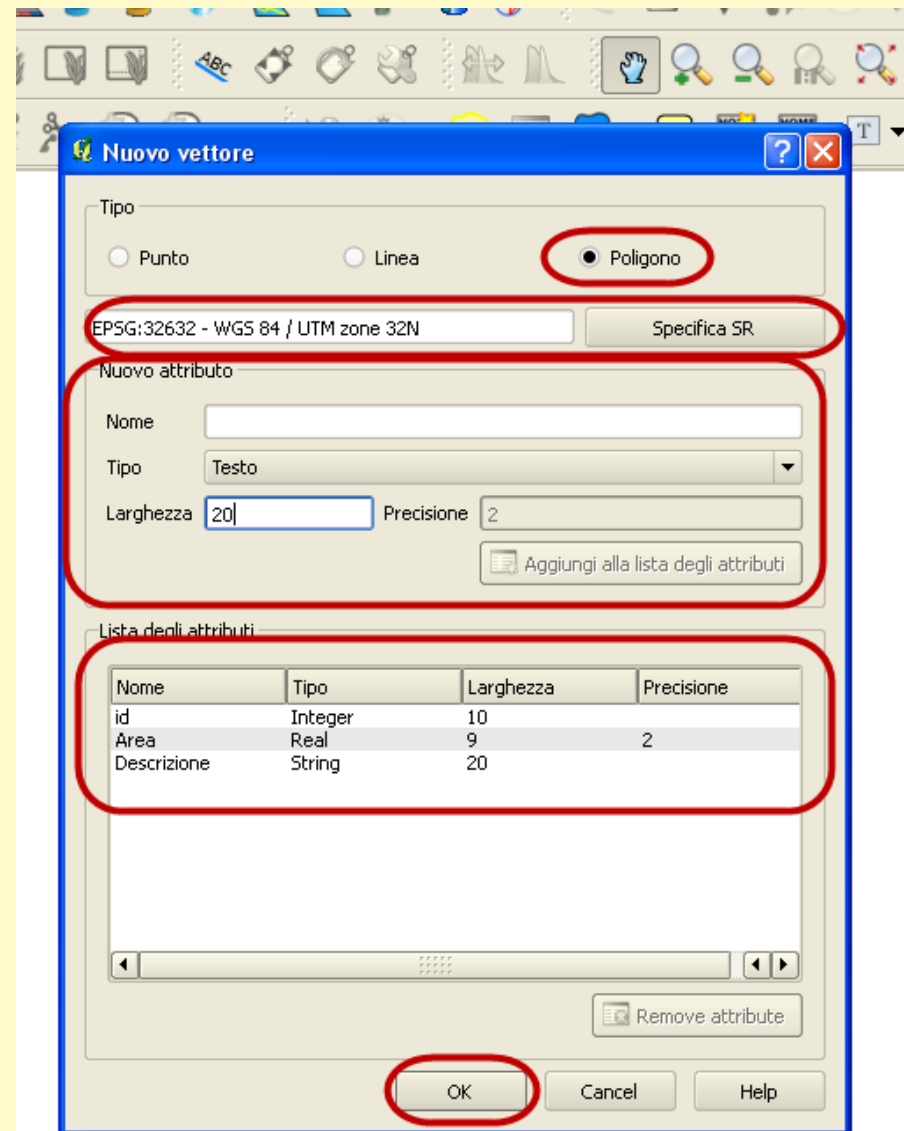 ABC
T
Nuovo vettore
Tipo
Punto Linea Poligono
EPSG:32632 - WGS 84 / UTM zone 32N Specifica SR
Nuovo attributo
Nome
Tipo Testo
Larghezza 20 Precisione 2
Aggiungi alla lista degli attributi
Lista degli attributi
Nome Tipo Larghezza Precisione
id Integer 10
Area Real 9 2
Descrizione String 20
Remove attribute
OK Cancel Help